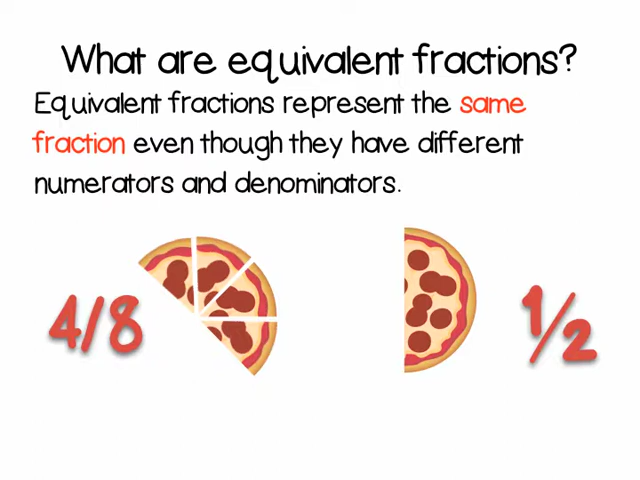 What are equivalent fractions?
Equivalent fractions represent the same
fraction even though they have different
numerators and denominators.
4/8
1/2